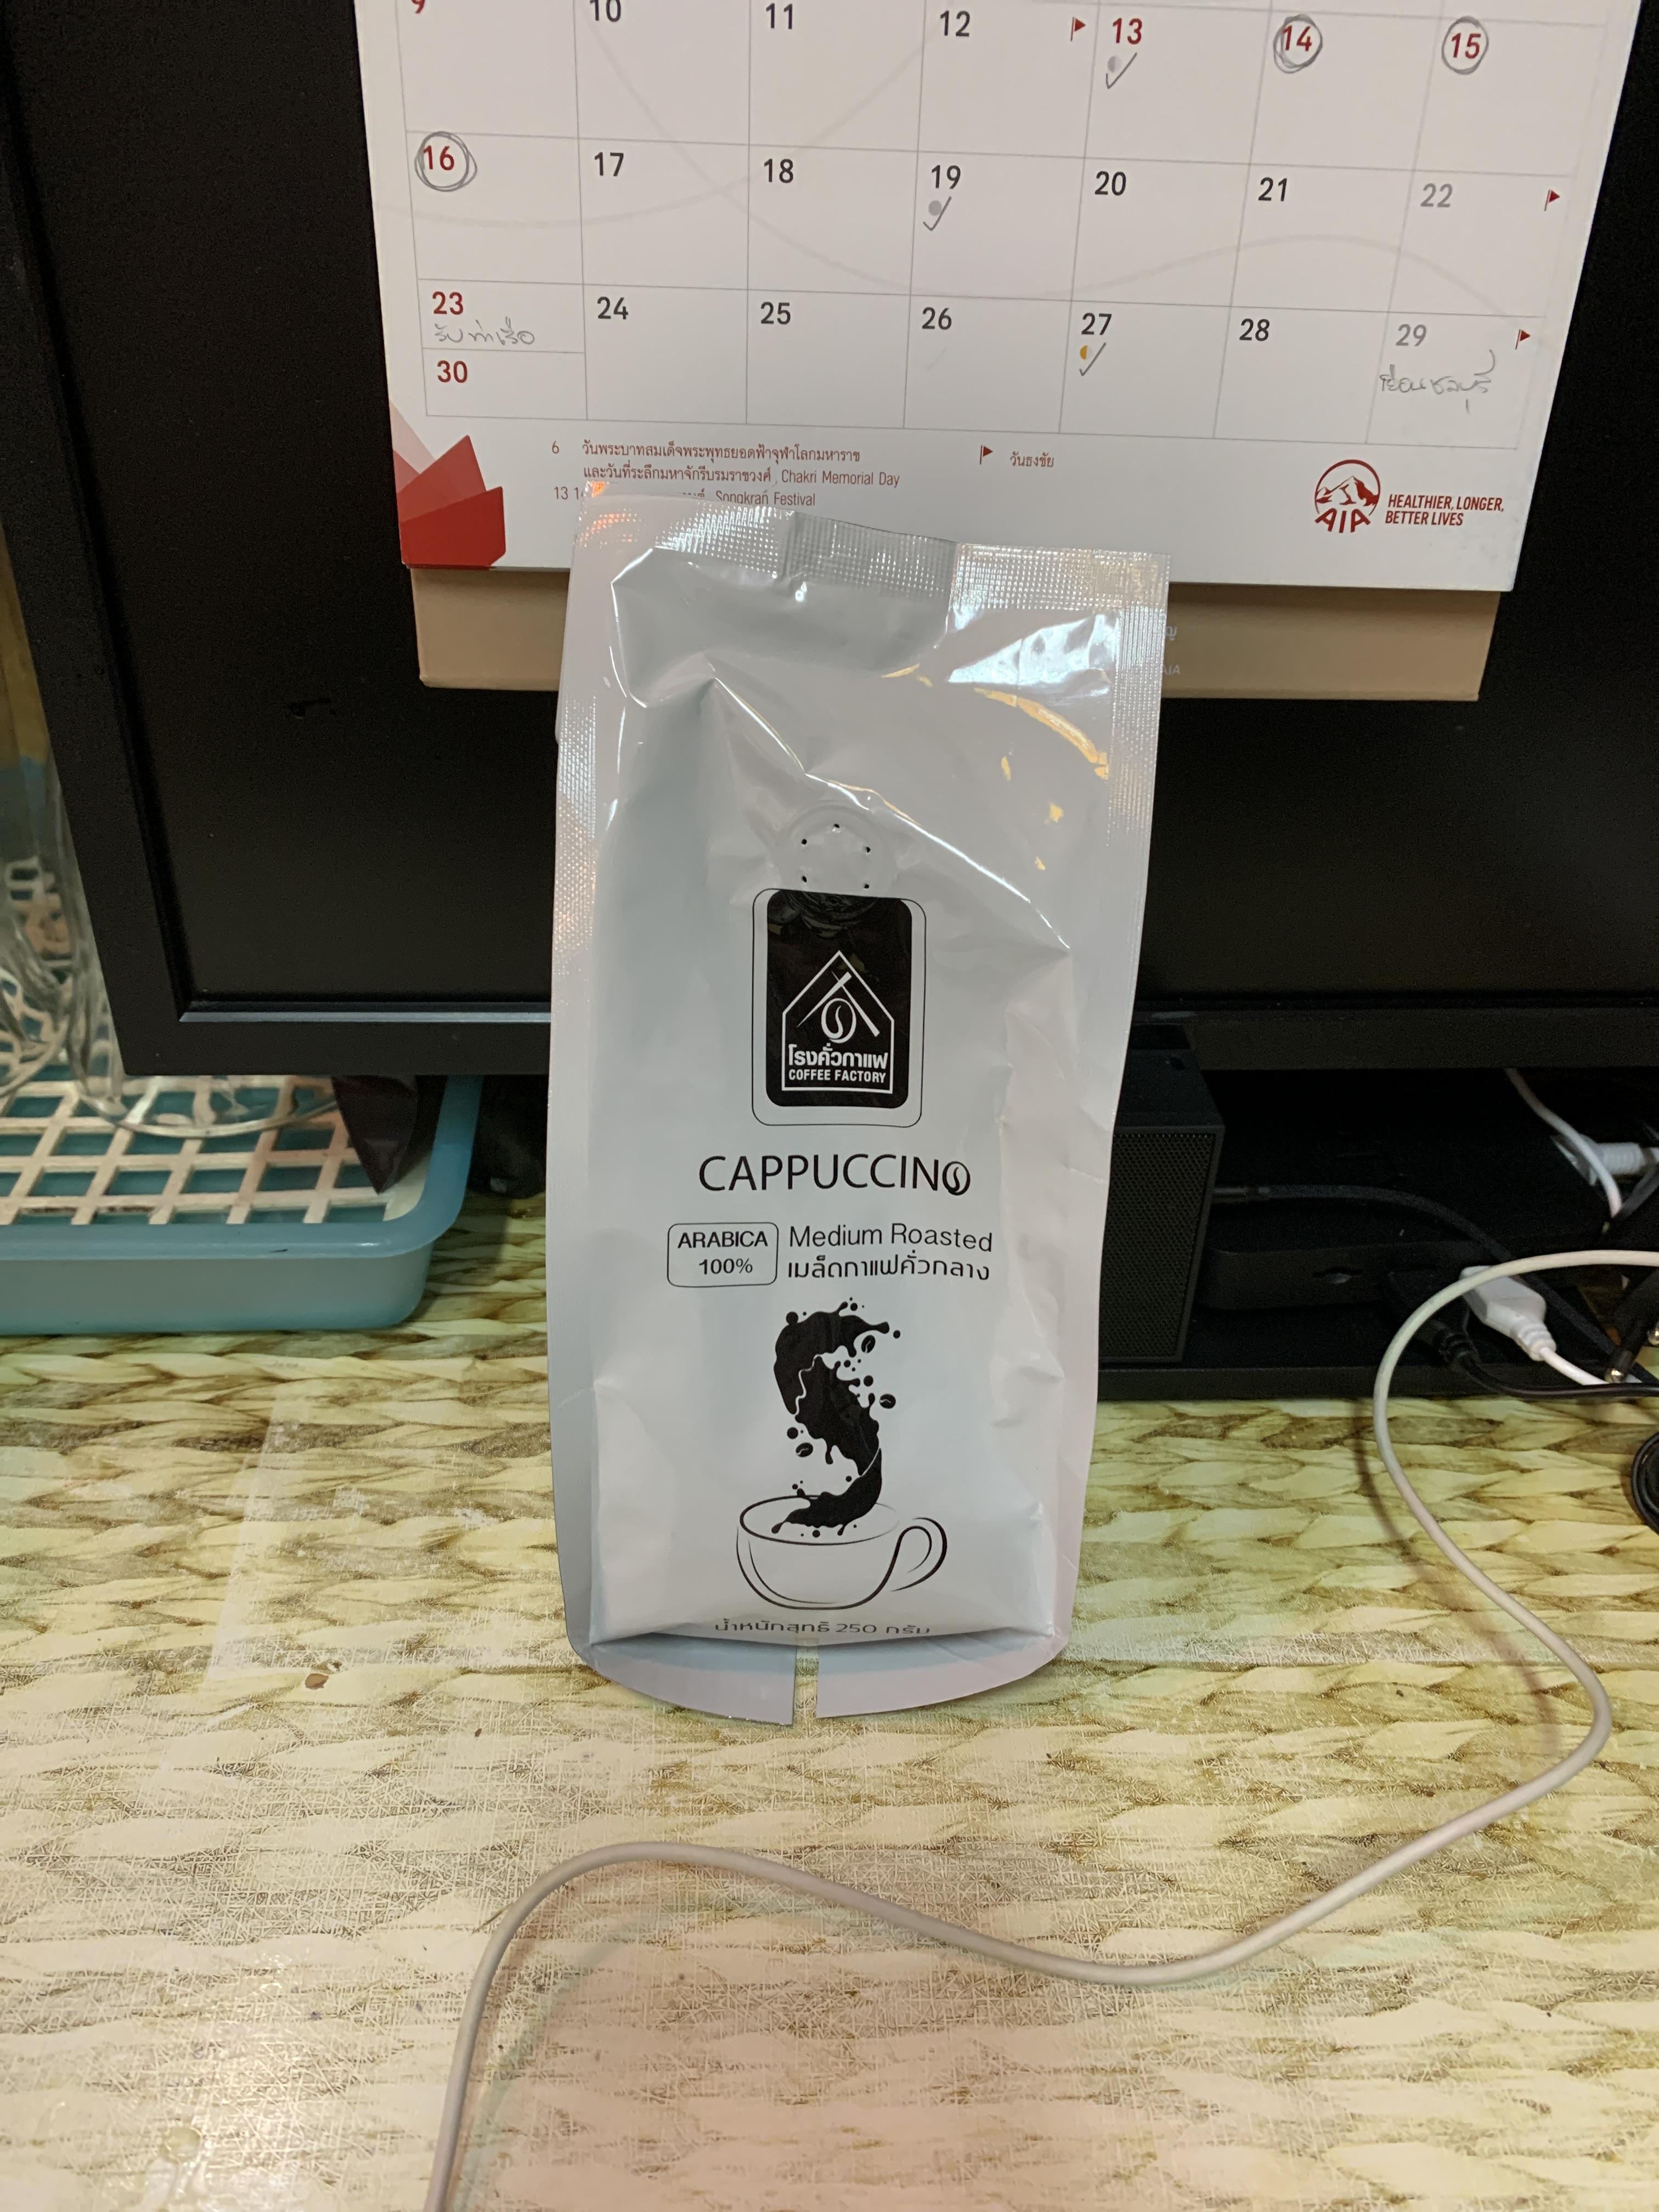 9 10 11 12 13 14 15
16 17 18 19 20 21 22
23 24 25 26 27 28 29
รับท่าเรือ
30
6 วันพระบาทสมเด็จพระพุทธยอดฟ้าจุฬาโลกมหาราช
และวันที่ระลึกมหาจักรีบรมราชวงศ์, Chakri Memorial Day
วันธงชัย
13
Songkran Festival
AIA
HEALTHIER, LONGER,
BETTER LIVES
โรงคั่วกาแฟ
COFFEE FACTORY
CAPPUCCINO
ARABICA
100%
Medium Roasted
เมล็ดกาแฟคั่วกลาง
น้ำหนักสุทธิ 250 กรัม